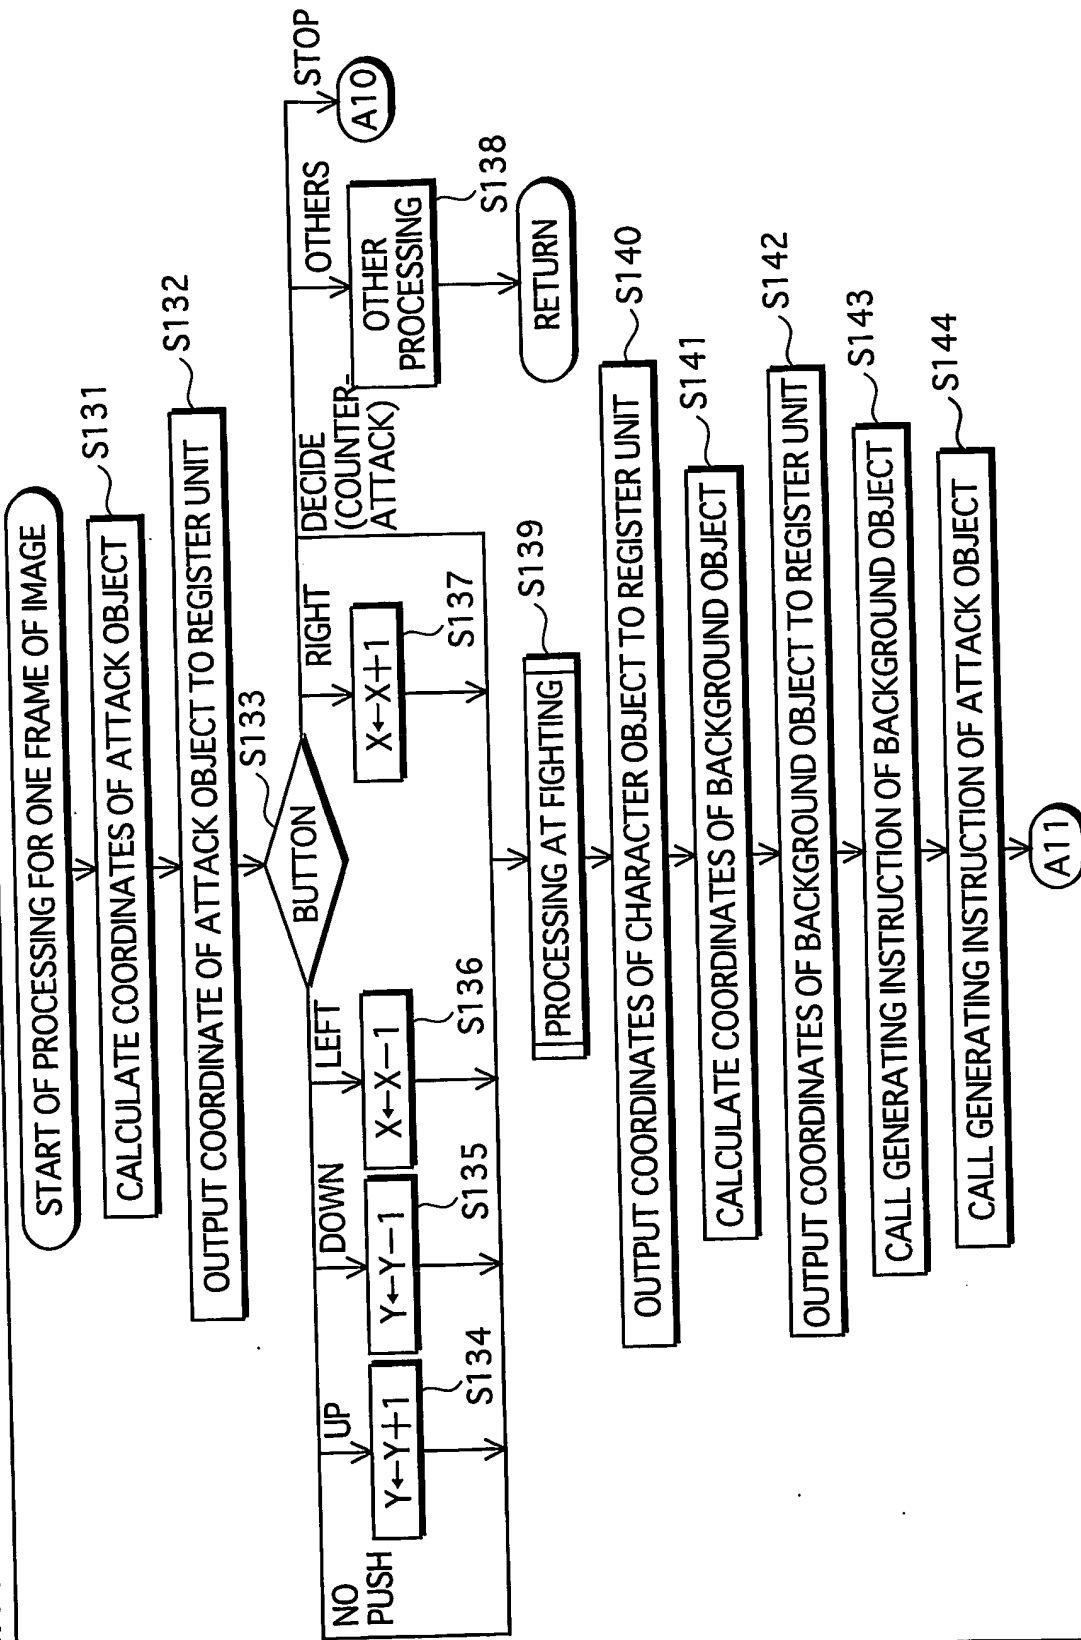 START OF PROCESSING FOR ONE FRAME OF IMAGE
CALCULATE COORDINATES OF ATTACK OBJECT
S131
OUTPUT COORDINATE OF ATTACK OBJECT TO REGISTER UNIT
S132
BUTTON
S133
NO
PUSH
UP
DOWN
LEFT
RIGHT
DECIDE
(COUNTER-
ATTACK)
OTHERS
STOP
Y←Y+1
S134
Y←Y−1
S135
X←X−1
S136
X←X+1
S137
OTHER
PROCESSING
S138
A10
RETURN
PROCESSING AT FIGHTING
S139
OUTPUT COORDINATES OF CHARACTER OBJECT TO REGISTER UNIT
S140
CALCULATE COORDINATES OF BACKGROUND OBJECT
S141
OUTPUT COORDINATES OF BACKGROUND OBJECT TO REGISTER UNIT
S142
CALL GENERATING INSTRUCTION OF BACKGROUND OBJECT
S143
CALL GENERATING INSTRUCTION OF ATTACK OBJECT
S144
A11